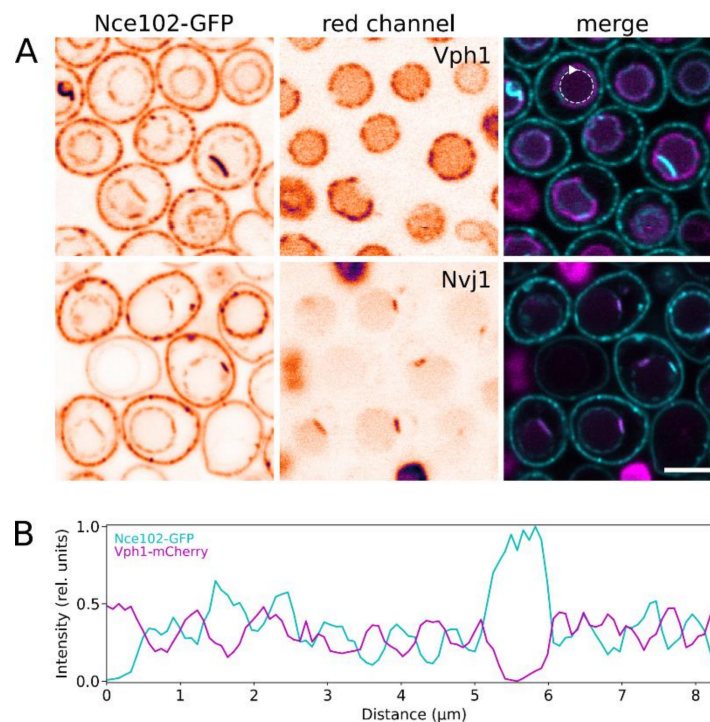 Nce102-GFP red channel merge
A
Vph1
Nvj1
B
Nce102-GFP
Vph1-mCherry
Intensity (rel. units)
1.0
0.5
0.0
0 1 2 3 4 5 6 7 8
Distance (μm)